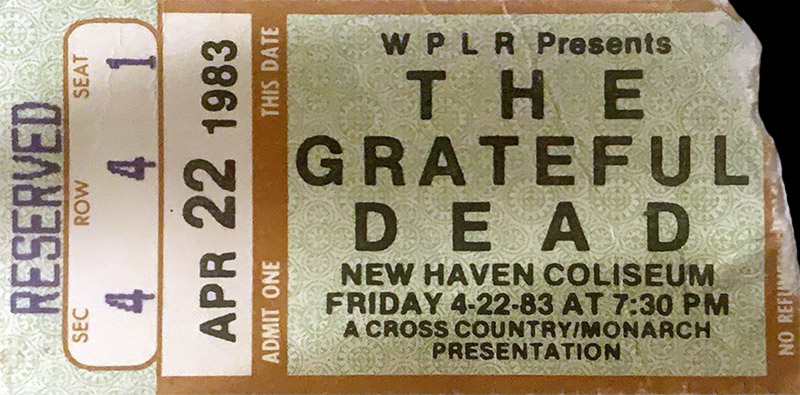 RESERVED
SEC 4 ROW 4 SEAT 1
APR 22 1983
ADMIT ONE THIS DATE
WPLR Presents
THE
GRATEFUL
DEAD
NEW HAVEN COLISEUM
FRIDAY 4-22-83 AT 7:30 PM
A CROSS COUNTRY/MONARCH
PRESENTATION
NO